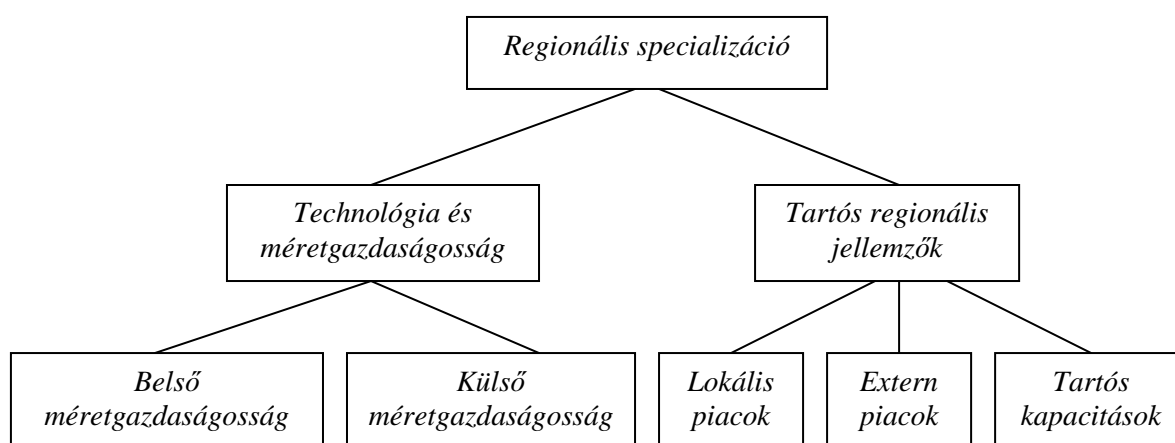 Regionális specializáció
Technológia és
méretgazdaságosság
Tartós regionális
jellemzők
Belső
méretgazdaságosság
Külső
méretgazdaságosság
Lokális
piacok
Extern
piacok
Tartós
kapacitások